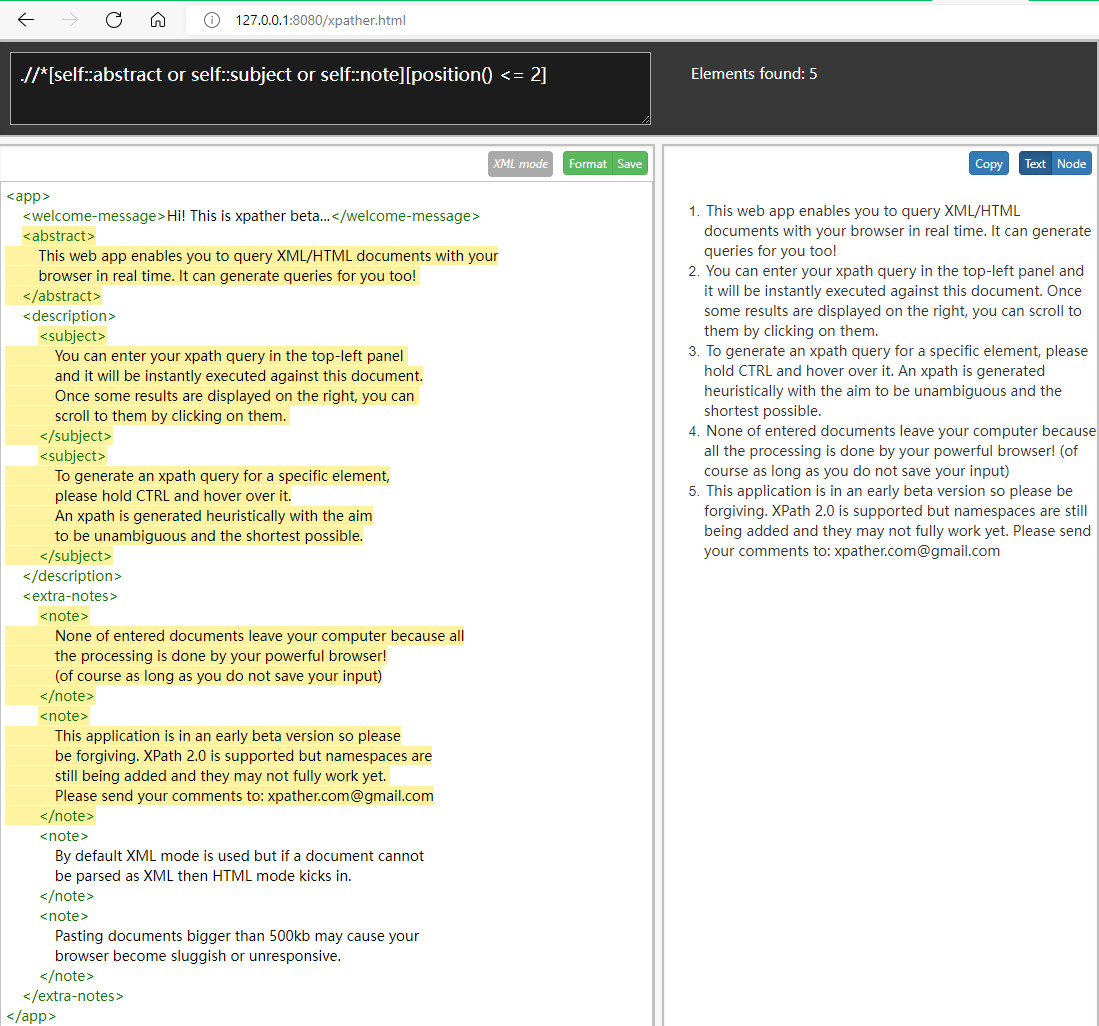 127.0.0.1:8080/xpather.html
.//*[self::abstract or self::subject or self::note][position() <= 2]
Elements found: 5
XML mode
Format
Save
<app>
<welcome-message>Hi! This is xpather beta...</welcome-message>
<abstract>
This web app enables you to query XML/HTML documents with your
browser in real time. It can generate queries for you too!
</abstract>
<description>
<subject>
You can enter your xpath query in the top-left panel
and it will be instantly executed against this document.
Once some results are displayed on the right, you can
scroll to them by clicking on them.
</subject>
<subject>
To generate an xpath query for a specific element,
please hold CTRL and hover over it.
An xpath is generated heuristically with the aim
to be unambiguous and the shortest possible.
</subject>
</description>
<extra-notes>
<note>
None of entered documents leave your computer because all
the processing is done by your powerful browser!
(of course as long as you do not save your input)
</note>
<note>
This application is in an early beta version so please
be forgiving. XPath 2.0 is supported but namespaces are
still being added and they may not fully work yet.
Please send your comments to: xpather.com@gmail.com
</note>
<note>
By default XML mode is used but if a document cannot
be parsed as XML then HTML mode kicks in.
</note>
<note>
Pasting documents bigger than 500kb may cause your
browser become sluggish or unresponsive.
</note>
</extra-notes>
</app>
Copy
Text
Node
1. This web app enables you to query XML/HTML
documents with your browser in real time. It can generate
queries for you too!
2. You can enter your xpath query in the top-left panel and
it will be instantly executed against this document. Once
some results are displayed on the right, you can scroll to
them by clicking on them.
3. To generate an xpath query for a specific element, please
hold CTRL and hover over it. An xpath is generated
heuristically with the aim to be unambiguous and the
shortest possible.
4. None of entered documents leave your computer because
all the processing is done by your powerful browser! (of
course as long as you do not save your input)
5. This application is in an early beta version so please be
forgiving. XPath 2.0 is supported but namespaces are still
being added and they may not fully work yet. Please send
your comments to: xpather.com@gmail.com